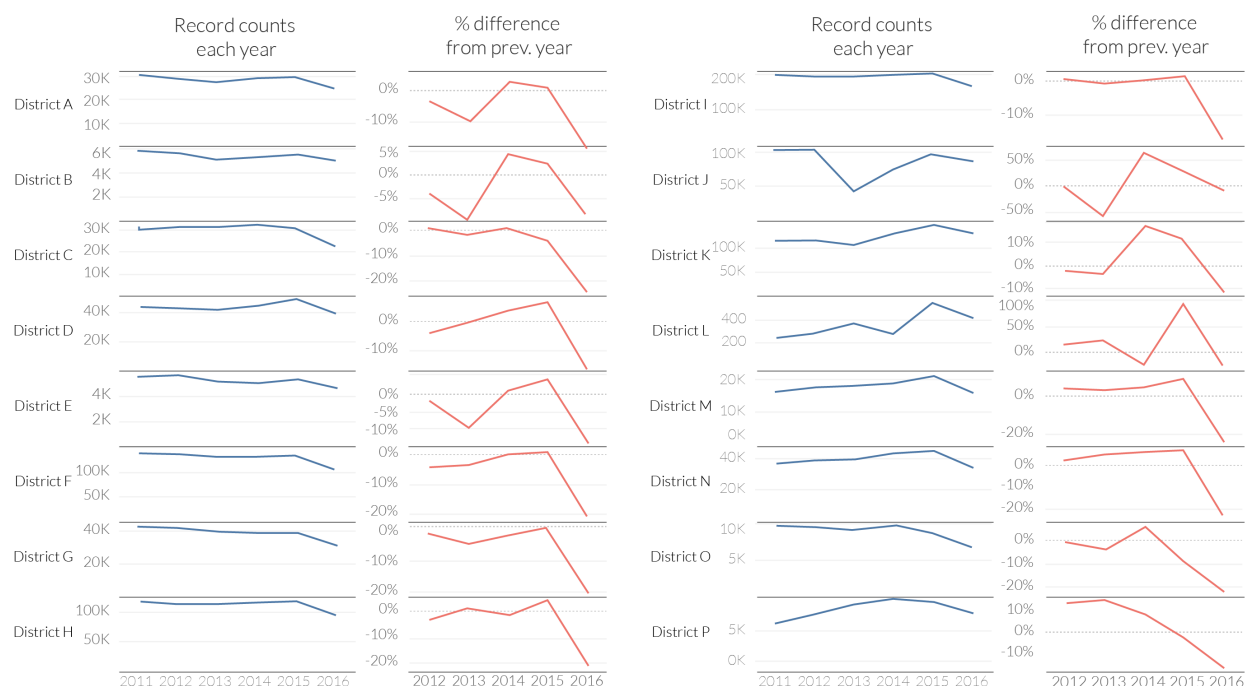 Record counts
each year
% difference
from prev. year
Record counts
each year
% difference
from prev. year
District A
30K
20K
10K
0%
-10%
District I
200K
100K
0%
-10%
District B
6K
4K
2K
5%
0%
-5%
District J
100K
50K
50%
0%
-50%
District C
30K
20K
10K
0%
-10%
-20%
District K
100K
50K
10%
0%
-10%
District D
40K
20K
0%
-10%
District L
400
200
100%
50%
0%
District E
4K
2K
0%
-5%
-10%
District M
20K
10K
0K
0%
-20%
District F
100K
50K
0%
-10%
-20%
District N
40K
20K
0%
-10%
-20%
District G
40K
20K
0%
-10%
-20%
District O
10K
5K
0%
-10%
-20%
District H
100K
50K
0%
-10%
-20%
District P
5K
0K
10%
0%
-10%
2011 2012 2013 2014 2015 2016
2012 2013 2014 2015 2016
2011 2012 2013 2014 2015 2016
2012 2013 2014 2015 2016